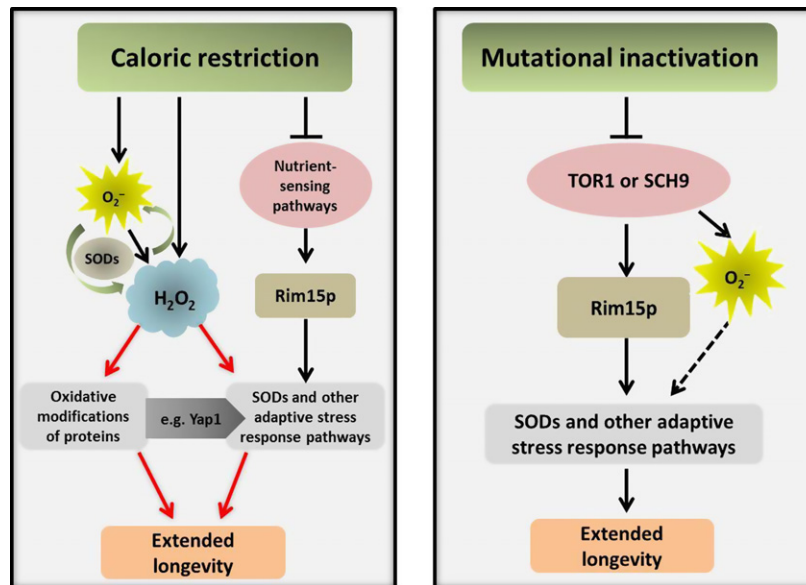 Caloric restriction
O₂⁻
Nutrient-
sensing
pathways
SODs
H₂O₂
Rim15p
Oxidative
modifications
of proteins
e.g. Yap1
SODs and other
adaptive stress
response pathways
Extended
longevity
Mutational inactivation
TOR1 or SCH9
O₂⁻
Rim15p
SODs and other adaptive
stress response pathways
Extended
longevity